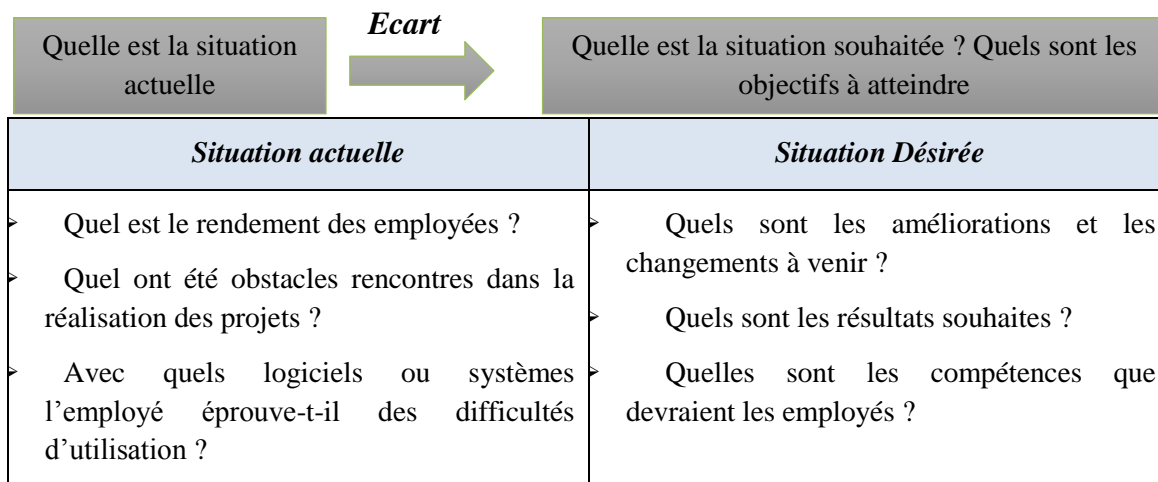 Quelle est la situation
actuelle
Ecart
Quelle est la situation souhaitée ? Quels sont les
objectifs à atteindre
Situation actuelle
Situation Désirée
Quel est le rendement des employées ?
Quel ont été obstacles rencontres dans la
réalisation des projets ?
Avec quels logiciels ou systèmes
l’employé éprouve-t-il des difficultés
d’utilisation ?
Quels sont les améliorations et les
changements à venir ?
Quels sont les résultats souhaites ?
Quelles sont les compétences que
devraient les employés ?